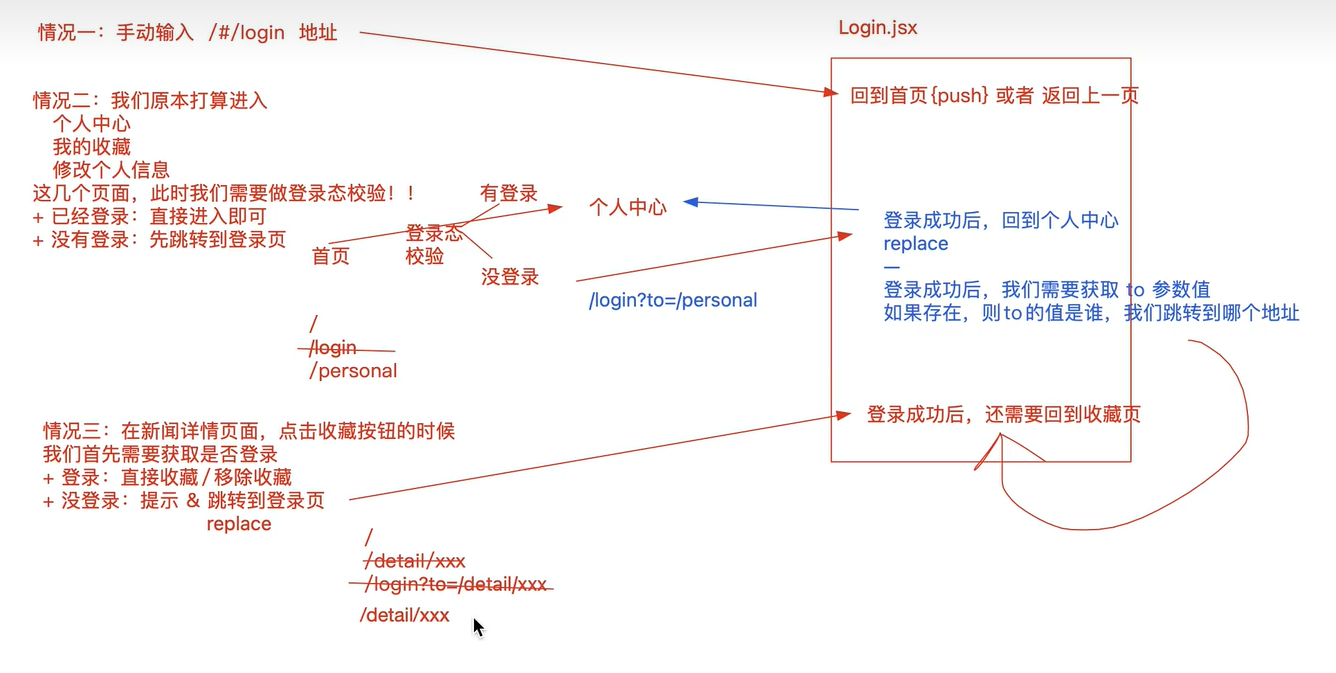 情况一：手动输入 /#/login 地址
Login.jsx
回到首页{push} 或者 返回上一页
情况二：我们原本打算进入
个人中心
我的收藏
修改个人信息
这几个页面，此时我们需要做登录态校验！！
+ 已经登录：直接进入即可
+ 没有登录：先跳转到登录页
首页
登录态
校验
有登录
没登录
个人中心
/login?to=/personal
登录成功后，回到个人中心
replace
—
登录成功后，我们需要获取 to 参数值
如果存在，则to的值是谁，我们跳转到哪个地址
/
/login
/personal
情况三：在新闻详情页面，点击收藏按钮的时候
我们首先需要获取是否登录
+ 登录：直接收藏/移除收藏
+ 没登录：提示 & 跳转到登录页
replace
登录成功后，还需要回到收藏页
/
/detail/xxx
/login?to=/detail/xxx
/detail/xxx